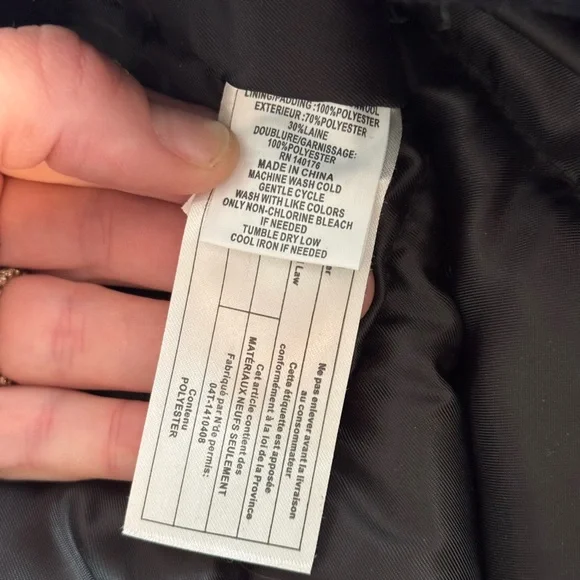 WOOL
LINING/PADDING:100%POLYESTER
EXTERIEUR:70%POLYESTER
30%LAINE
DOUBLURE/GARNISSAGE:
100%POLYESTER
RN 140176
MADE IN CHINA
MACHINE WASH COLD
GENTLE CYCLE
WASH WITH LIKE COLORS
ONLY NON-CHLORINE BLEACH
IF NEEDED
TUMBLE DRY LOW
COOL IRON IF NEEDED
Law
Ne pas enlever avant la livraison
au consommateur
Cette étiquette est apposée
conformément à la loi de la Province
Cet article contient des
MATÉRIAUX NEUFS SEULEMENT
Fabriqué par N'de permis:
04T-1410408
Contenu
POLYESTER